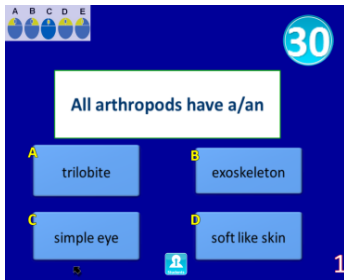 A B C D E
30
All arthropods have a/an
A
trilobite
B
exoskeleton
C
simple eye
D
soft like skin
1